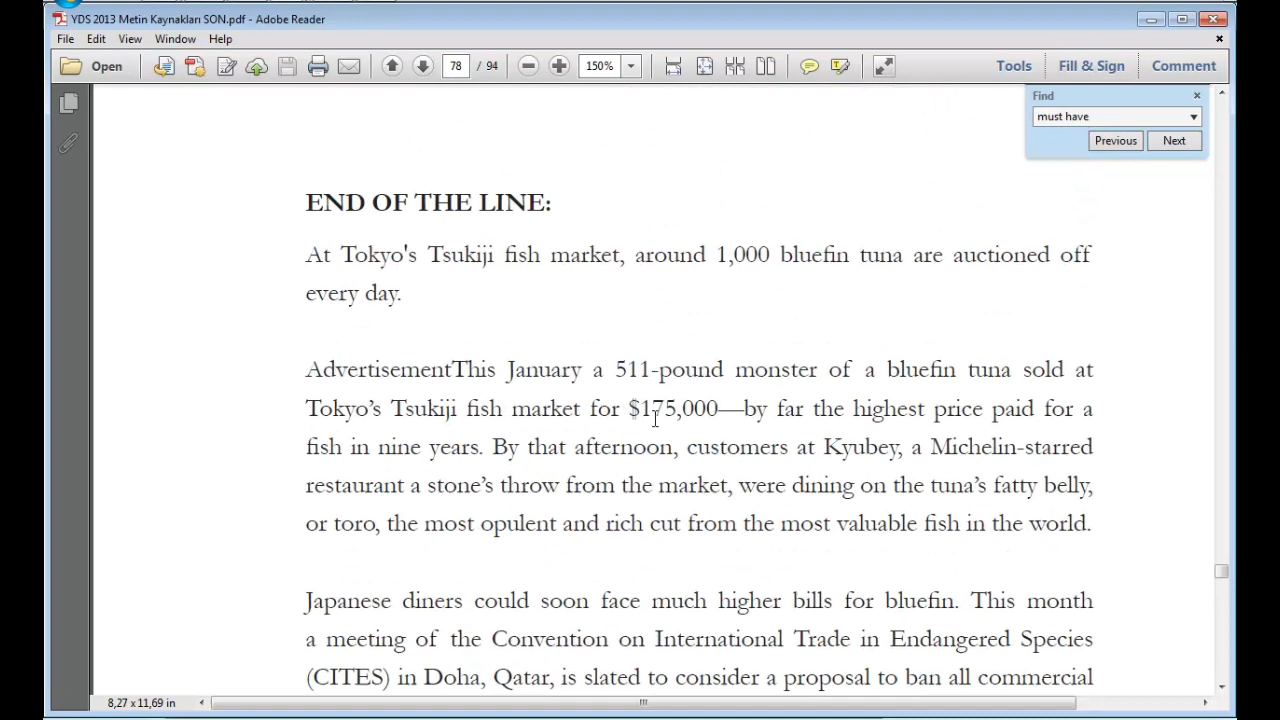 YDS 2013 Metin Kaynakları SON.pdf - Adobe Reader
File Edit View Window Help
Open 78 / 94 150% Tools Fill & Sign Comment
Find
must have
Previous Next
END OF THE LINE:
At Tokyo's Tsukiji fish market, around 1,000 bluefin tuna are auctioned off
every day.
AdvertisementThis January a 511-pound monster of a bluefin tuna sold at
Tokyo’s Tsukiji fish market for $175,000—by far the highest price paid for a
fish in nine years. By that afternoon, customers at Kyubey, a Michelin-starred
restaurant a stone’s throw from the market, were dining on the tuna’s fatty belly,
or toro, the most opulent and rich cut from the most valuable fish in the world.
Japanese diners could soon face much higher bills for bluefin. This month
a meeting of the Convention on International Trade in Endangered Species
(CITES) in Doha, Qatar, is slated to consider a proposal to ban all commercial
8,27 x 11,69 in